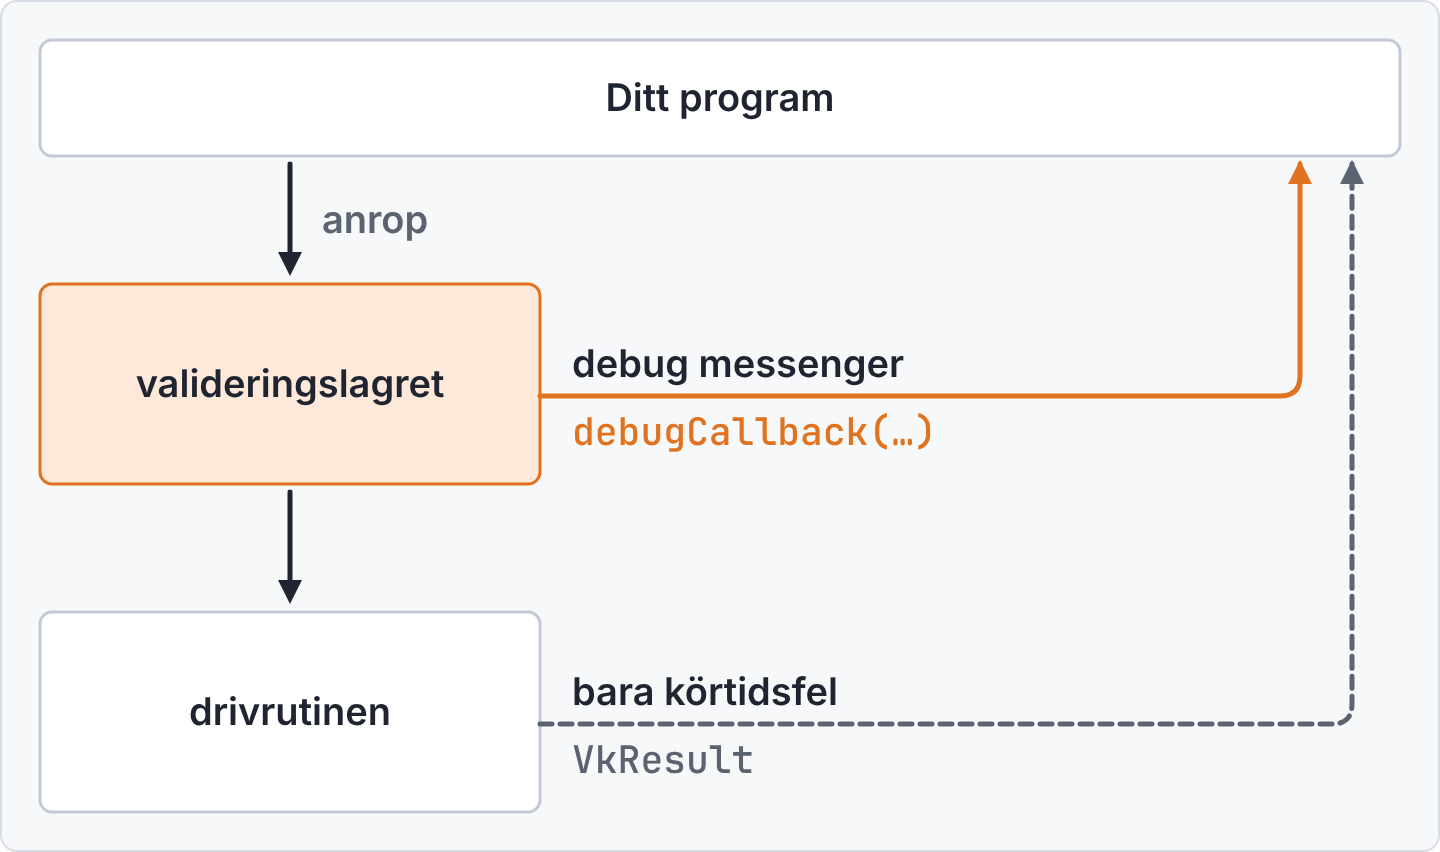 Ditt program
anrop
valideringslagret
debug messenger
debugCallback(…)
drivrutinen
bara körtidsfel
VkResult